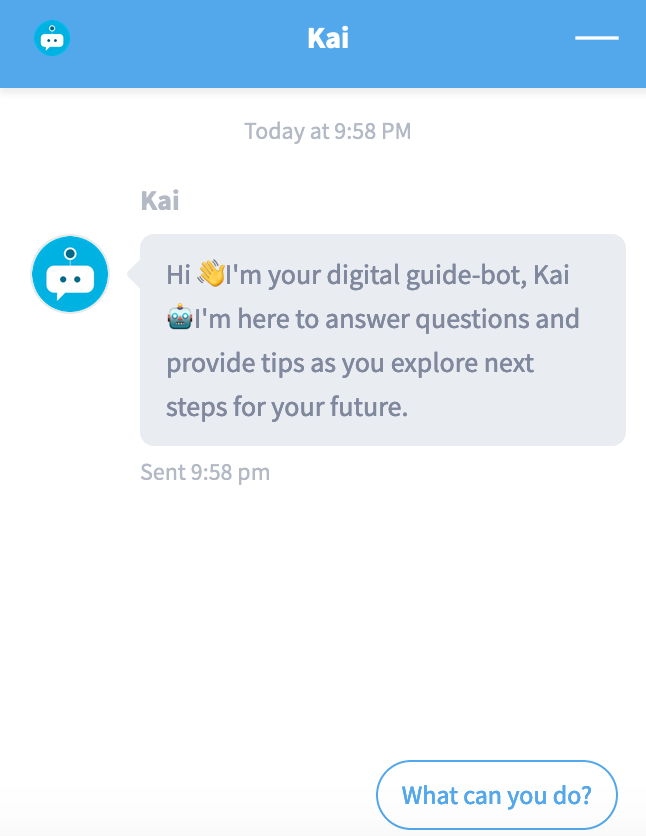 Kai
Today at 9:58 PM
Kai
Hi 👋I'm your digital guide-bot, Kai
🤖I'm here to answer questions and
provide tips as you explore next
steps for your future.
Sent 9:58 pm
What can you do?